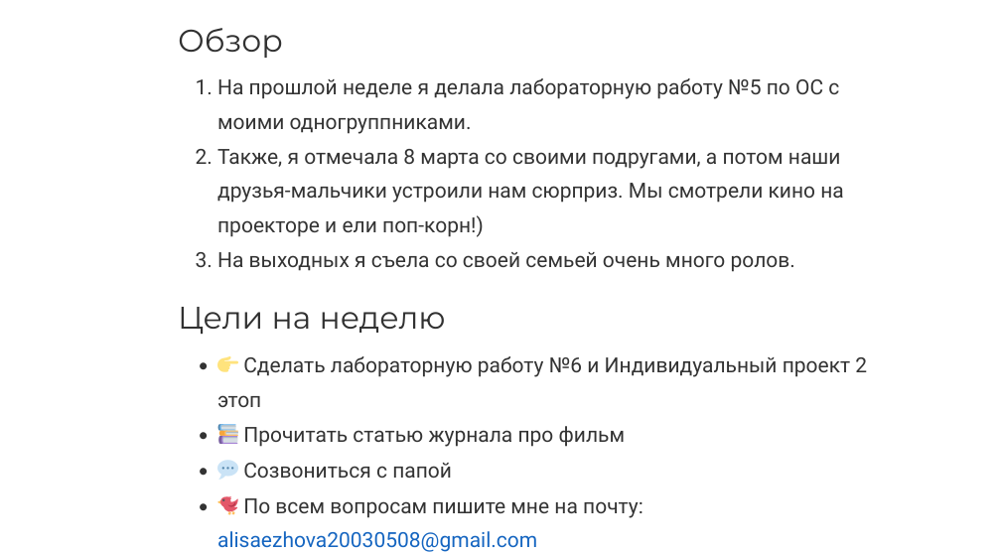 Обзор
1. На прошлой неделе я делала лабораторную работу №5 по ОС с
моими одногруппниками.
2. Также, я отмечала 8 марта со своими подругами, а потом наши
друзья-мальчики устроили нам сюрприз. Мы смотрели кино на
проекторе и ели поп-корн!)
3. На выходных я съела со своей семьей очень много ролов.
Цели на неделю
• 👉 Сделать лабораторную работу №6 и Индивидуальный проект 2
этоп
• 📚 Прочитать статью журнала про фильм
• 💬 Созвониться с папой
• 🐦 По всем вопросам пишите мне на почту:
alisaezhova20030508@gmail.com